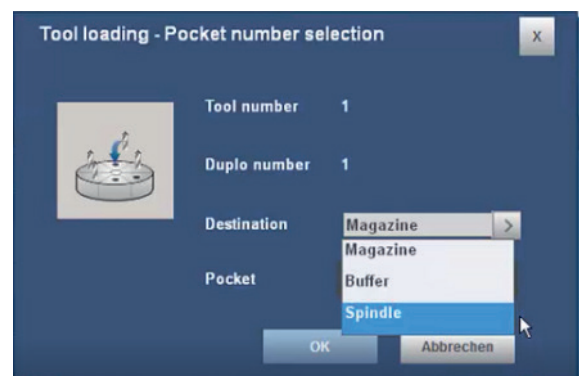 Tool loading - Pocket number selection
X
Tool number 1
Duplo number 1
Destination Magazine >
Magazine
Pocket Buffer
Spindle
OK Abbrechen